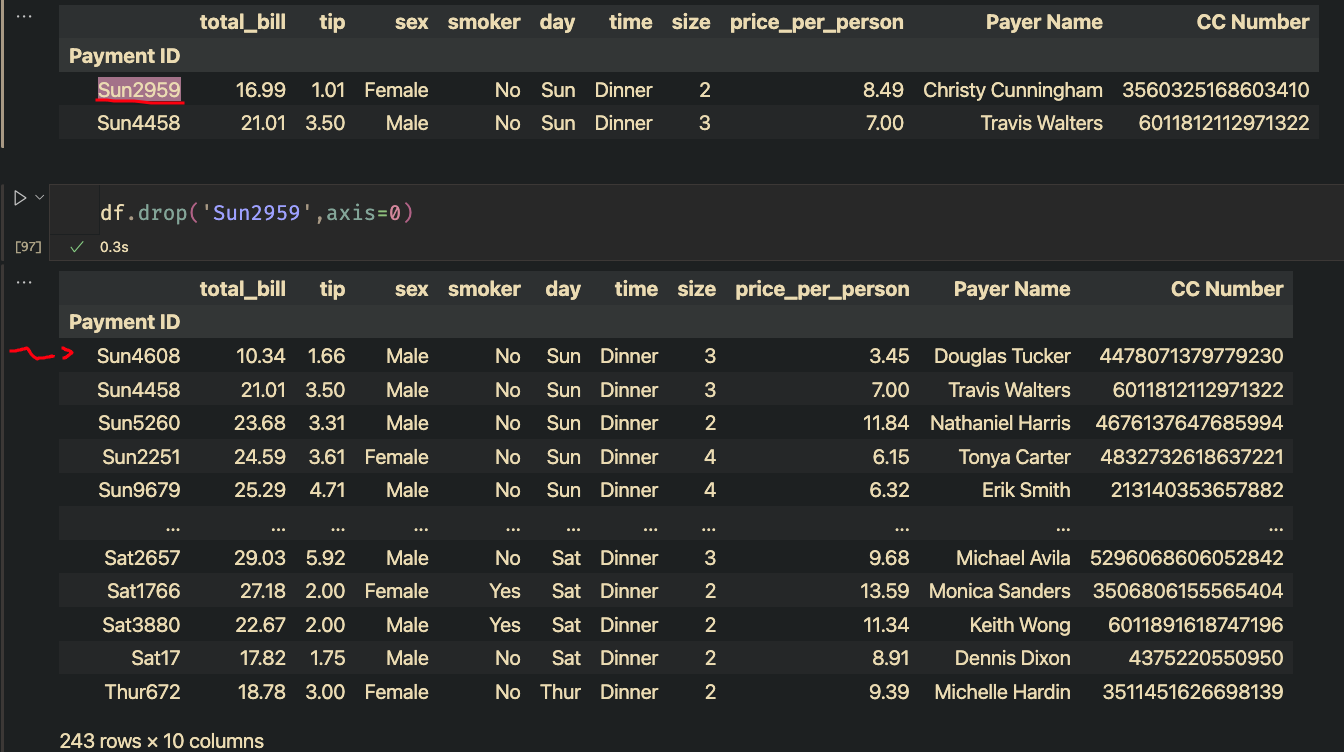 ... total_bill tip sex smoker day time size price_per_person Payer Name CC Number
Payment ID
Sun2959 16.99 1.01 Female No Sun Dinner 2 8.49 Christy Cunningham 3560325168603410
Sun4458 21.01 3.50 Male No Sun Dinner 3 7.00 Travis Walters 6011812112971322
df.drop('Sun2959',axis=0)
[97] ✓ 0.3s
... total_bill tip sex smoker day time size price_per_person Payer Name CC Number
Payment ID
Sun4608 10.34 1.66 Male No Sun Dinner 3 3.45 Douglas Tucker 4478071379779230
Sun4458 21.01 3.50 Male No Sun Dinner 3 7.00 Travis Walters 6011812112971322
Sun5260 23.68 3.31 Male No Sun Dinner 2 11.84 Nathaniel Harris 4676137647685994
Sun2251 24.59 3.61 Female No Sun Dinner 4 6.15 Tonya Carter 4832732618637221
Sun9679 25.29 4.71 Male No Sun Dinner 4 6.32 Erik Smith 213140353657882
... ... ... ... ... ... ... ... ... ... ...
Sat2657 29.03 5.92 Male No Sat Dinner 3 9.68 Michael Avila 5296068606052842
Sat1766 27.18 2.00 Female Yes Sat Dinner 2 13.59 Monica Sanders 3506806155565404
Sat3880 22.67 2.00 Male Yes Sat Dinner 2 11.34 Keith Wong 6011891618747196
Sat17 17.82 1.75 Male No Sat Dinner 2 8.91 Dennis Dixon 4375220550950
Thur672 18.78 3.00 Female No Thur Dinner 2 9.39 Michelle Hardin 3511451626698139
243 rows × 10 columns